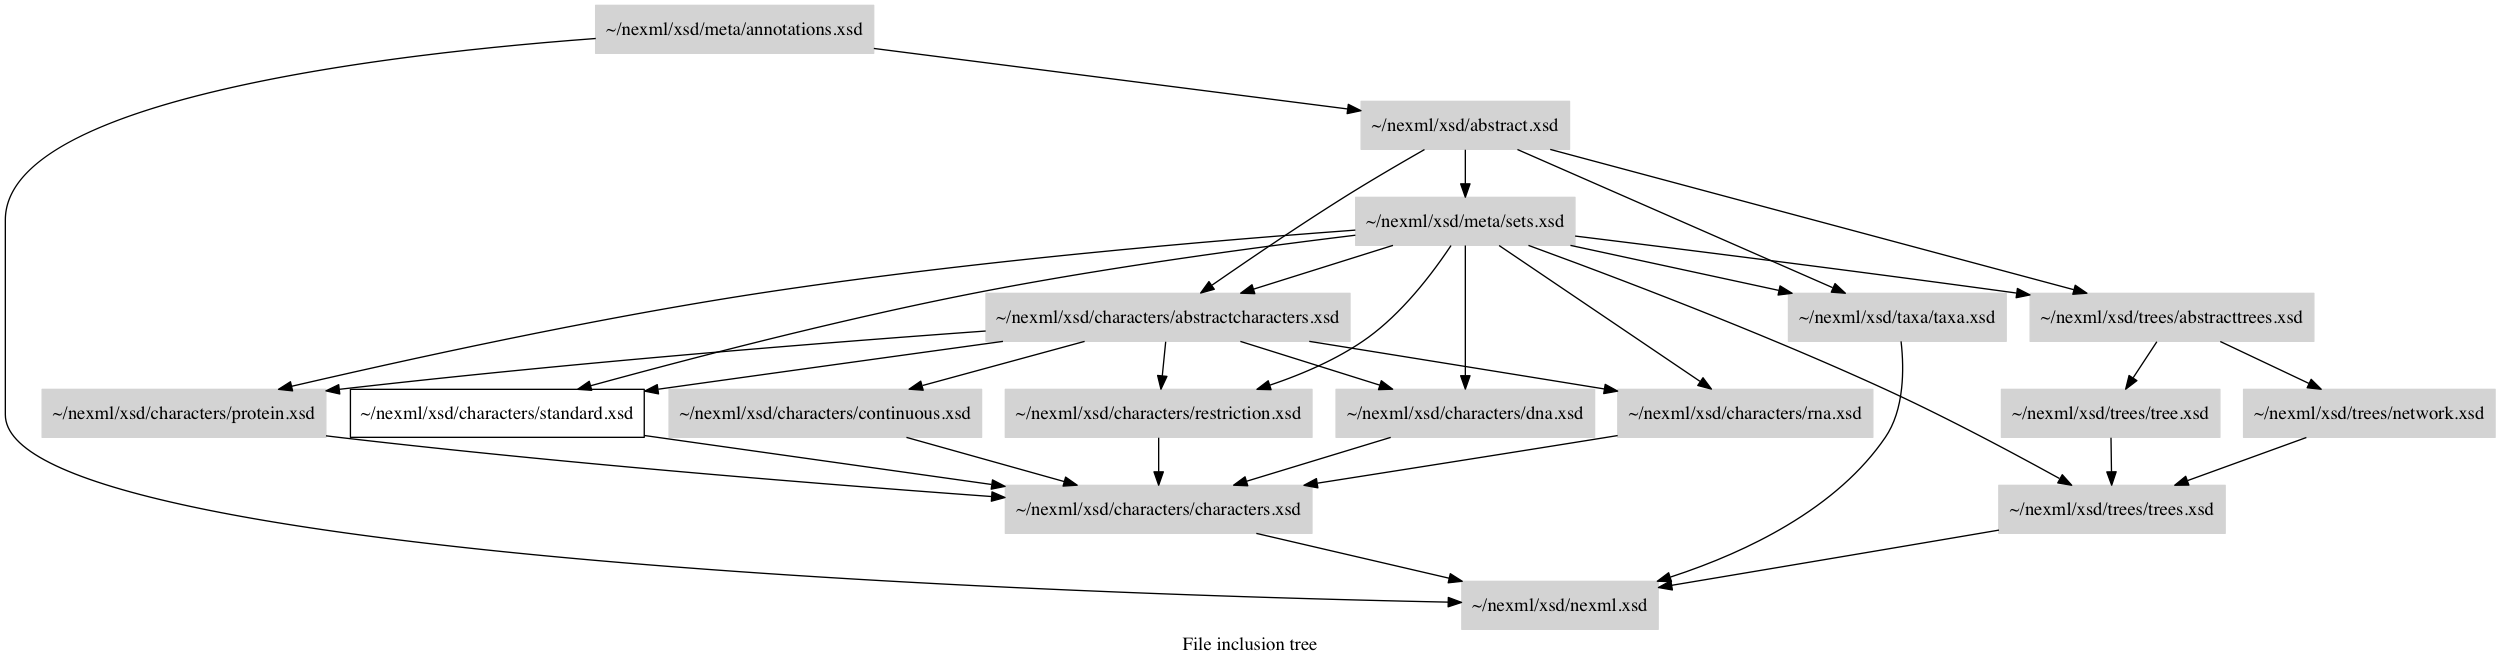 ~/nexml/xsd/meta/annotations.xsd
~/nexml/xsd/abstract.xsd
~/nexml/xsd/meta/sets.xsd
~/nexml/xsd/characters/abstractcharacters.xsd
~/nexml/xsd/taxa/taxa.xsd
~/nexml/xsd/trees/abstracttrees.xsd
~/nexml/xsd/characters/protein.xsd
~/nexml/xsd/characters/standard.xsd
~/nexml/xsd/characters/continuous.xsd
~/nexml/xsd/characters/restriction.xsd
~/nexml/xsd/characters/dna.xsd
~/nexml/xsd/characters/rna.xsd
~/nexml/xsd/trees/tree.xsd
~/nexml/xsd/trees/network.xsd
~/nexml/xsd/characters/characters.xsd
~/nexml/xsd/trees/trees.xsd
~/nexml/xsd/nexml.xsd
File inclusion tree